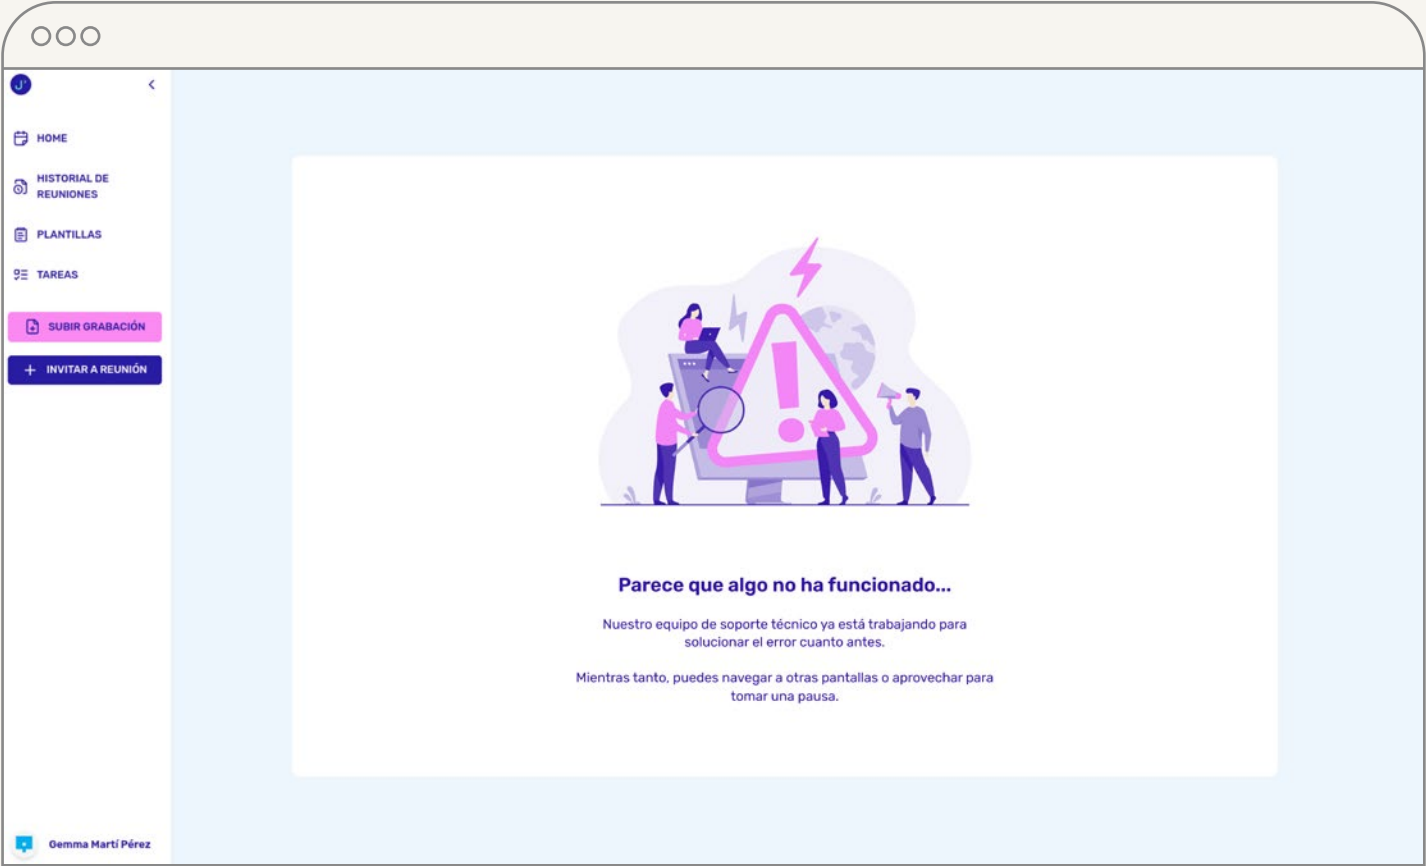 J'
HOME
HISTORIAL DE
REUNIONES
PLANTILLAS
TAREAS
SUBIR GRABACIÓN
INVITAR A REUNIÓN
Parece que algo no ha funcionado...
Nuestro equipo de soporte técnico ya está trabajando para
solucionar el error cuanto antes.
Mientras tanto, puedes navegar a otras pantallas o aprovechar para
tomar una pausa.
Gemma Martí Pérez